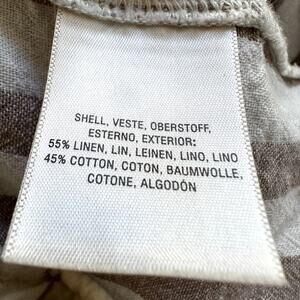 SHELL, VESTE, OBERSTOFF,
ESTERNO, EXTERIOR:
55% LINEN, LIN, LEINEN, LINO, LINO
45% COTTON, COTON, BAUMWOLLE,
COTONE, ALGODÓN